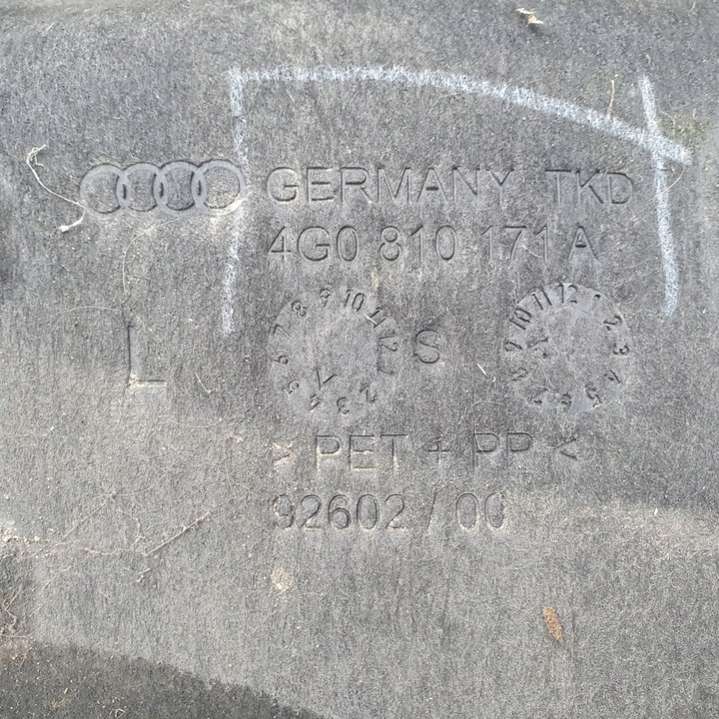 GERMANY TKD
4G0 810 171 A
L
S
> PET + PP <
92602 / 00